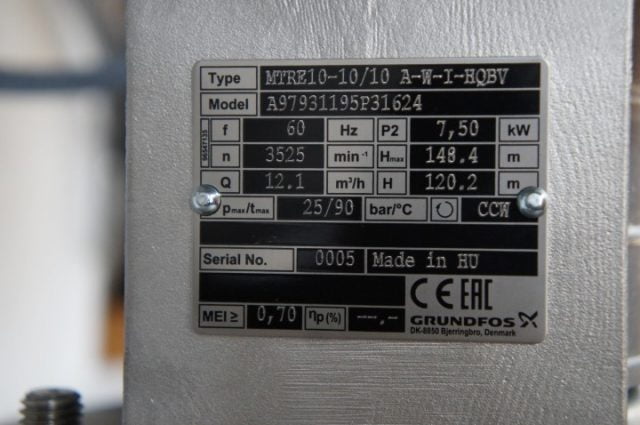 Type MTRE10-10/10 A-W-I-HQBV
Model A97931195P31624
96547135
f 60 Hz P2 7,50 kW
n 3525 min⁻¹ Hmax 148.4 m
Q 12.1 m³/h H 120.2 m
pmax/tmax 25/90 bar/°C CCW
Serial No. 0005 Made in HU
CE EAC
MEI ≥ 0,70 ηp(%) --.-
GRUNDFOS
DK-8850 Bjerringbro, Denmark